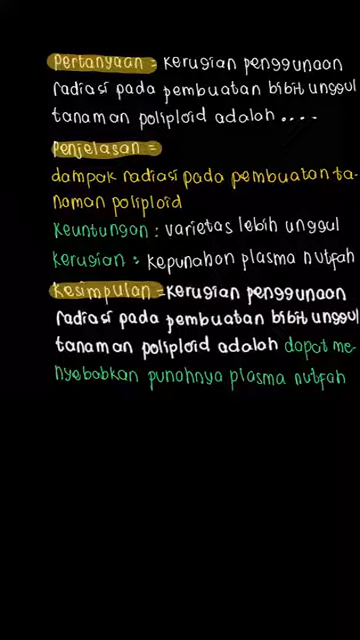 Pertanyaan = kerugian penggunaan
radiasi pada pembuatan bibit unggul
tanaman poliploid adalah ....
Penjelasan =
dampak radiasi pada pembuatan ta-
naman poliploid
Keuntungan : varietas lebih unggul
kerugian : kepunahan plasma nutfah
Kesimpulan = kerugian penggunaan
radiasi pada pembuatan bibit unggul
tanaman poliploid adalah dapat me-
nyebabkan punahnya plasma nutfah